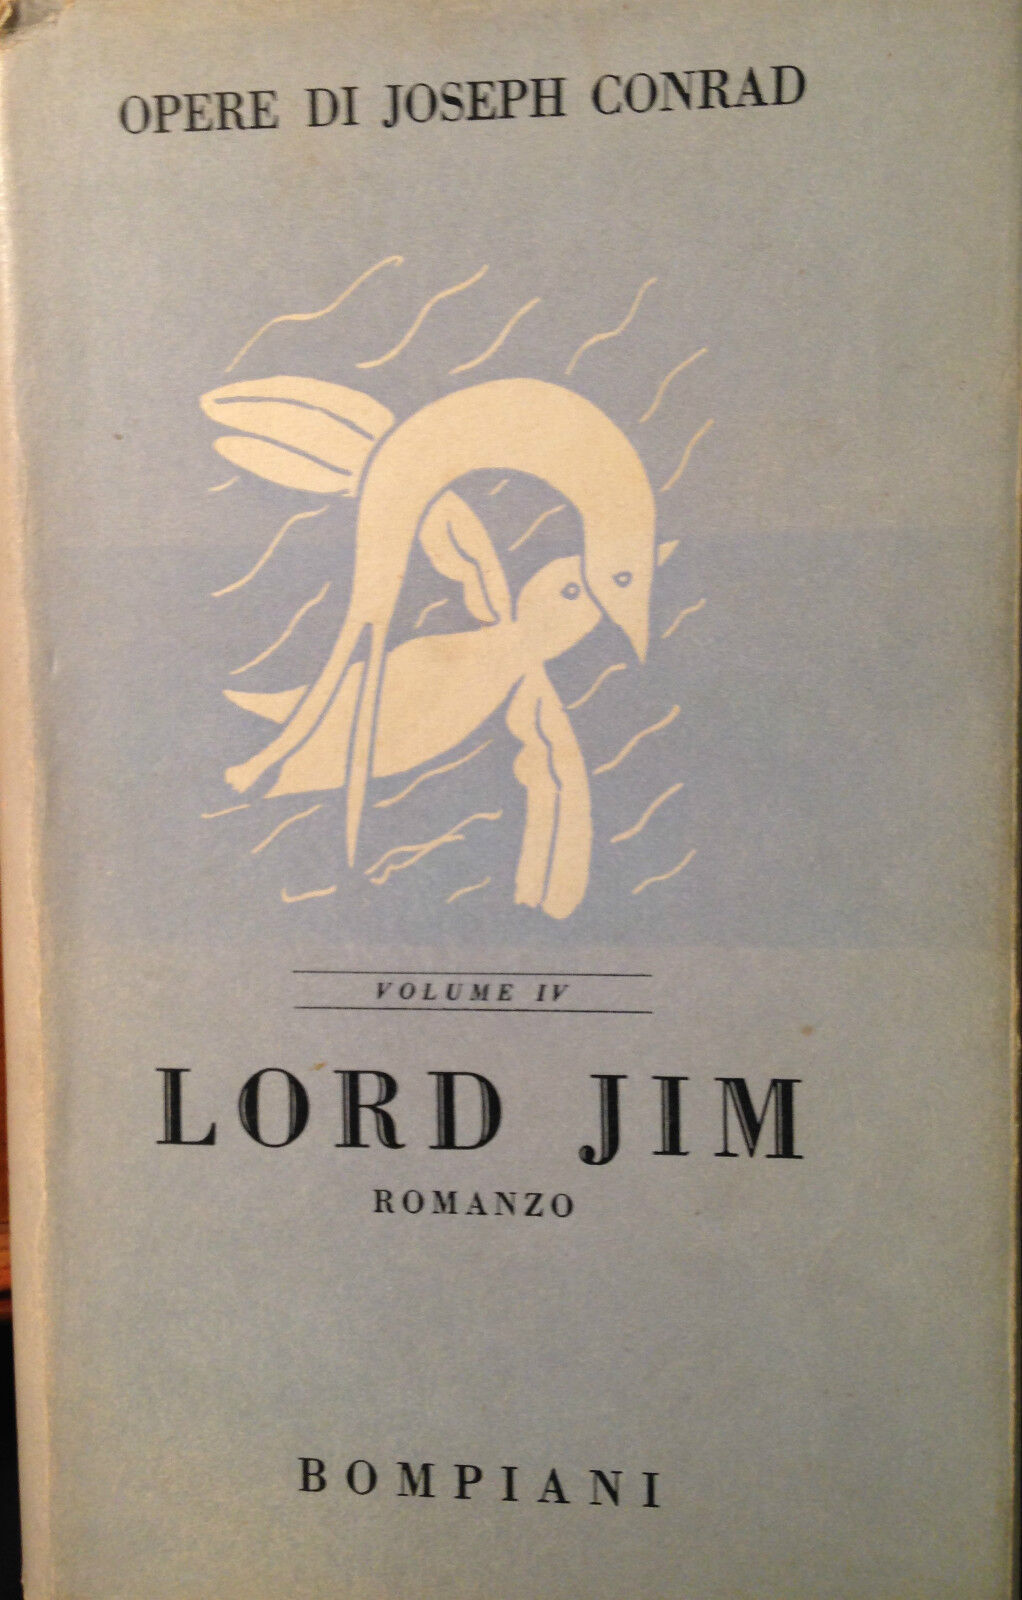 OPERE DI JOSEPH CONRAD
VOLUME IV
LORD JIM
ROMANZO
BOMPIANI